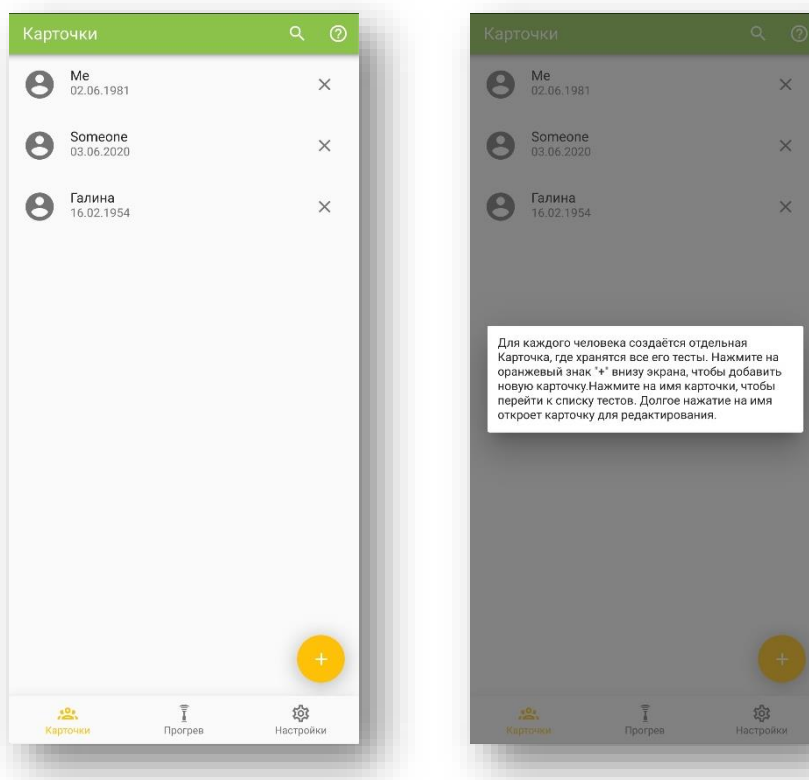 Карточки
Me
02.06.1981
Someone
03.06.2020
Галина
16.02.1954
+
Карточки
Прогрев
Настройки
Карточки
Me
02.06.1981
Someone
03.06.2020
Галина
16.02.1954
Для каждого человека создаётся отдельная
Карточка, где хранятся все его тесты. Нажмите на
оранжевый знак "+" внизу экрана, чтобы добавить
новую карточку.Нажмите на имя карточки, чтобы
перейти к списку тестов. Долгое нажатие на имя
откроет карточку для редактирования.
+
Карточки
Прогрев
Настройки